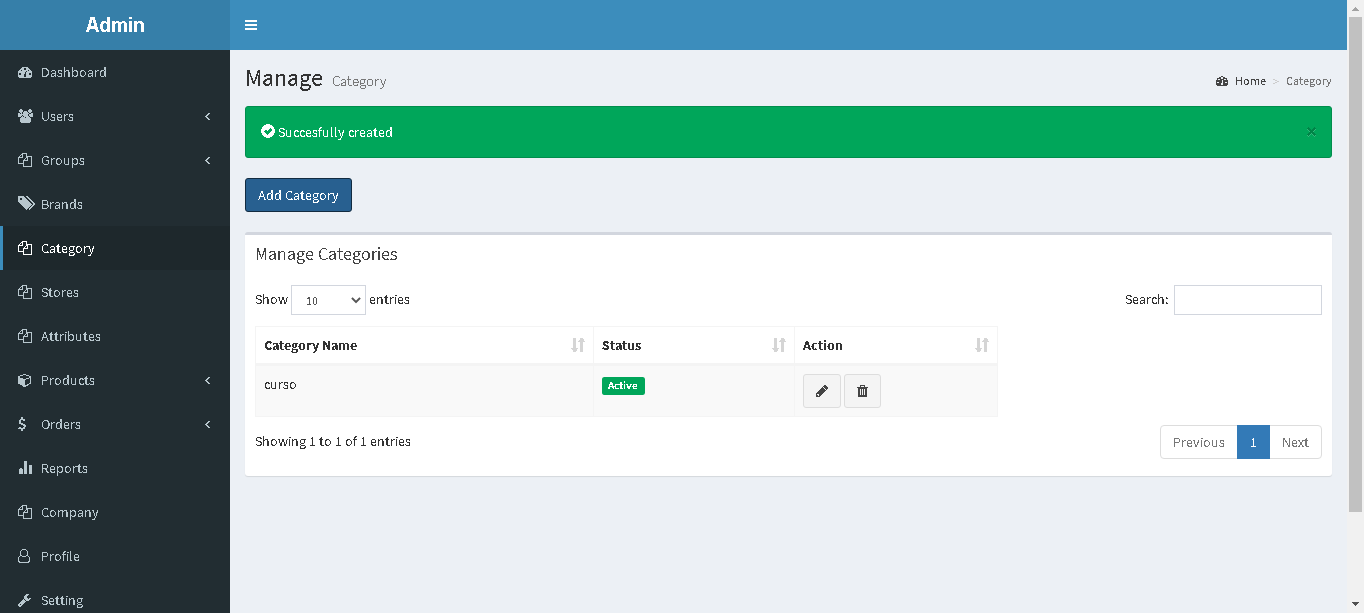 Admin
Dashboard
Users
Groups
Brands
Category
Stores
Attributes
Products
Orders
Reports
Company
Profile
Setting
Manage Category
Home > Category
Succesfully created ×
Add Category
Manage Categories
Show 10 entries
Search:
Category Name Status Action
curso Active
Showing 1 to 1 of 1 entries
Previous 1 Next